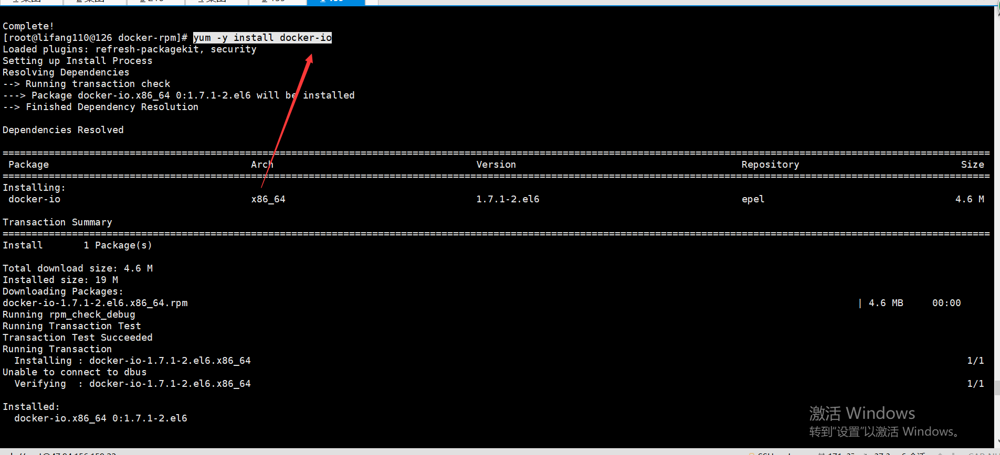 Complete!
[root@lifang110@126 docker-rpm]# yum -y install docker-io
Loaded plugins: refresh-packagekit, security
Setting up Install Process
Resolving Dependencies
--> Running transaction check
---> Package docker-io.x86_64 0:1.7.1-2.el6 will be installed
--> Finished Dependency Resolution
Dependencies Resolved
Package Arch Version Repository Size
Installing:
docker-io x86_64 1.7.1-2.el6 epel 4.6 M
Transaction Summary
Install 1 Package(s)
Total download size: 4.6 M
Installed size: 19 M
Downloading Packages:
docker-io-1.7.1-2.el6.x86_64.rpm | 4.6 MB 00:00
Running rpm_check_debug
Running Transaction Test
Transaction Test Succeeded
Running Transaction
Installing : docker-io-1.7.1-2.el6.x86_64 1/1
Unable to connect to dbus
Verifying : docker-io-1.7.1-2.el6.x86_64 1/1
Installed:
docker-io.x86_64 0:1.7.1-2.el6
激活 Windows
转到“设置”以激活 Windows。